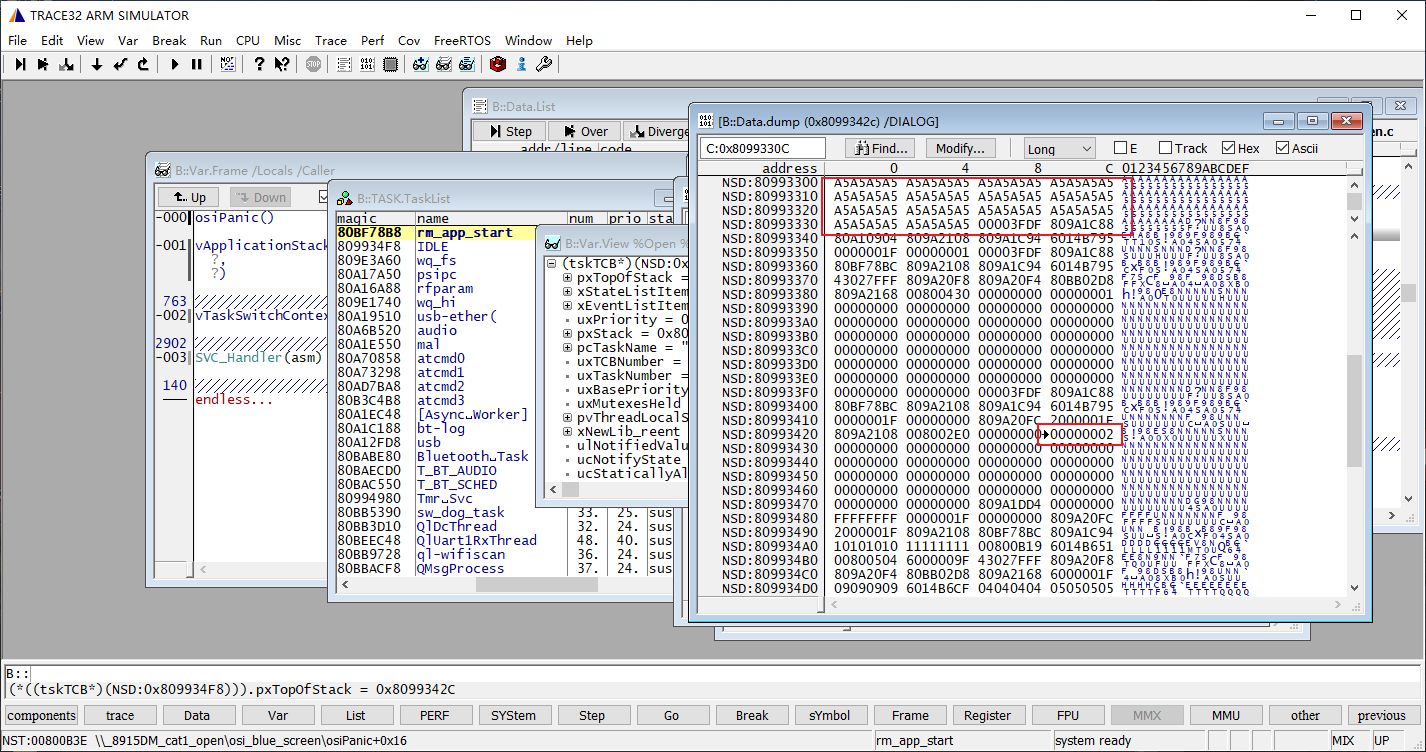 TRACE32 ARM SIMULATOR
File Edit View Var Break Run CPU Misc Trace Perf Cov FreeRTOS Window Help
B::Data.List
Step Over Diverge
addr/line code
en.c
B::Var.Frame /Locals /Caller
Up Down
-000 osiPanic()
-001 vApplicationStack
?,
?)
763
-002 vTaskSwitchContex
2902
-003 SVC_Handler(asm)
140
endless...
B::TASK.TaskList
magic name num prio sta
80BF78B8 rm_app_start
809934F8 IDLE
809E3A60 wq_fs
80A17A50 psipc
80A16A88 rfparam
809E1740 wq_hi
80A19510 usb-ether(
80A6B520 audio
80A1E550 mal
80A70858 atcmd0
80A73298 atcmd1
80AD7BA8 atcmd2
80B3C4B8 atcmd3
80A1EC48 [Async␣Worker]
80A1C188 bt-log
80A12FD8 usb
80BABE80 Bluetooth␣Task
80BAECD0 T_BT_AUDIO
80BAC550 T_BT_SCHED
80994980 Tmr␣Svc
80BB5390 sw_dog_task 33. 25. sus
80BB3D10 QlDcThread 32. 24. sus
80BEEC48 QlUart1RxThread 48. 40. sus
80BB9728 ql-wifiscan 36. 24. sus
80BBACF8 QMsgProcess 37. 24. sus
B::Var.View %Open %
(tskTCB*)(NSD:0x
pxTopOfStack =
xStateListItem
xEventListItem
uxPriority = 0
pxStack = 0x80
pcTaskName = "
uxTCBNumber =
uxTaskNumber =
uxBasePriority
uxMutexesHeld
pvThreadLocalS
xNewLib_reent
ulNotifiedValu
ucNotifyState
ucStaticallyAl
[B::Data.dump (0x8099342c) /DIALOG]
C:0x8099330C Find... Modify... Long E Track Hex Ascii
address 0 4 8 C 0123456789ABCDEF
NSD:80993300 A5A5A5A5 A5A5A5A5 A5A5A5A5 A5A5A5A5
NSD:80993310 A5A5A5A5 A5A5A5A5 A5A5A5A5 A5A5A5A5
NSD:80993320 A5A5A5A5 A5A5A5A5 A5A5A5A5 A5A5A5A5
NSD:80993330 A5A5A5A5 A5A5A5A5 00003FDF 809A1C88
NSD:80993340 80A10904 809A2108 809A1C94 6014B795
NSD:80993350 0000001F 00000001 00003FDF 809A1C88
NSD:80993360 80BF78BC 809A2108 809A1C94 6014B795
NSD:80993370 43027FFF 809A20F8 809A20F4 80BB02D8
NSD:80993380 809A2168 00800430 00000000 00000001
NSD:80993390 00000000 00000000 00000000 00000000
NSD:809933A0 00000000 00000000 00000000 00000000
NSD:809933B0 00000000 00000000 00000000 00000000
NSD:809933C0 00000000 00000000 00000000 00000000
NSD:809933D0 00000000 00000000 00000000 00000000
NSD:809933E0 00000000 00000000 00000000 00000000
NSD:809933F0 00000000 00000000 00003FDF 809A1C88
NSD:80993400 80BF78BC 809A2108 809A1C94 6014B795
NSD:80993410 0000001F 00000000 809A20FC 2000001F
NSD:80993420 809A2108 008002E0 00000000 00000002
NSD:80993430 00000000 00000000 00000000 00000000
NSD:80993440 00000000 00000000 00000000 00000000
NSD:80993450 00000000 00000000 00000000 00000000
NSD:80993460 00000000 00000000 00000000 00000000
NSD:80993470 00000000 00000000 809A1DD4 00000000
NSD:80993480 FFFFFFFF 0000001F 00000000 809A20FC
NSD:80993490 2000001F 809A2108 80BF78BC 809A1C94
NSD:809934A0 10101010 11111111 00800B19 6014B651
NSD:809934B0 00800504 6000009F 43027FFF 809A20F8
NSD:809934C0 809A20F4 80BB02D8 809A2168 6000001F
NSD:809934D0 09090909 6014B6CF 04040404 05050505
B::
(*((tskTCB*)(NSD:0x809934F8))).pxTopOfStack = 0x8099342C
components trace Data Var List PERF SYStem Step Go Break sYmbol Frame Register FPU MMX MMU other previous
NST:00800B3E \\_8915DM_cat1_open\osi_blue_screen\osiPanic+0x16 rm_app_start system ready MIX UP